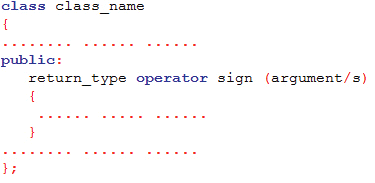 class class_name
{
........ ...... ......
public:
return_type operator sign (argument/s)
{
...... ..... ......
}
........ ...... ......
};